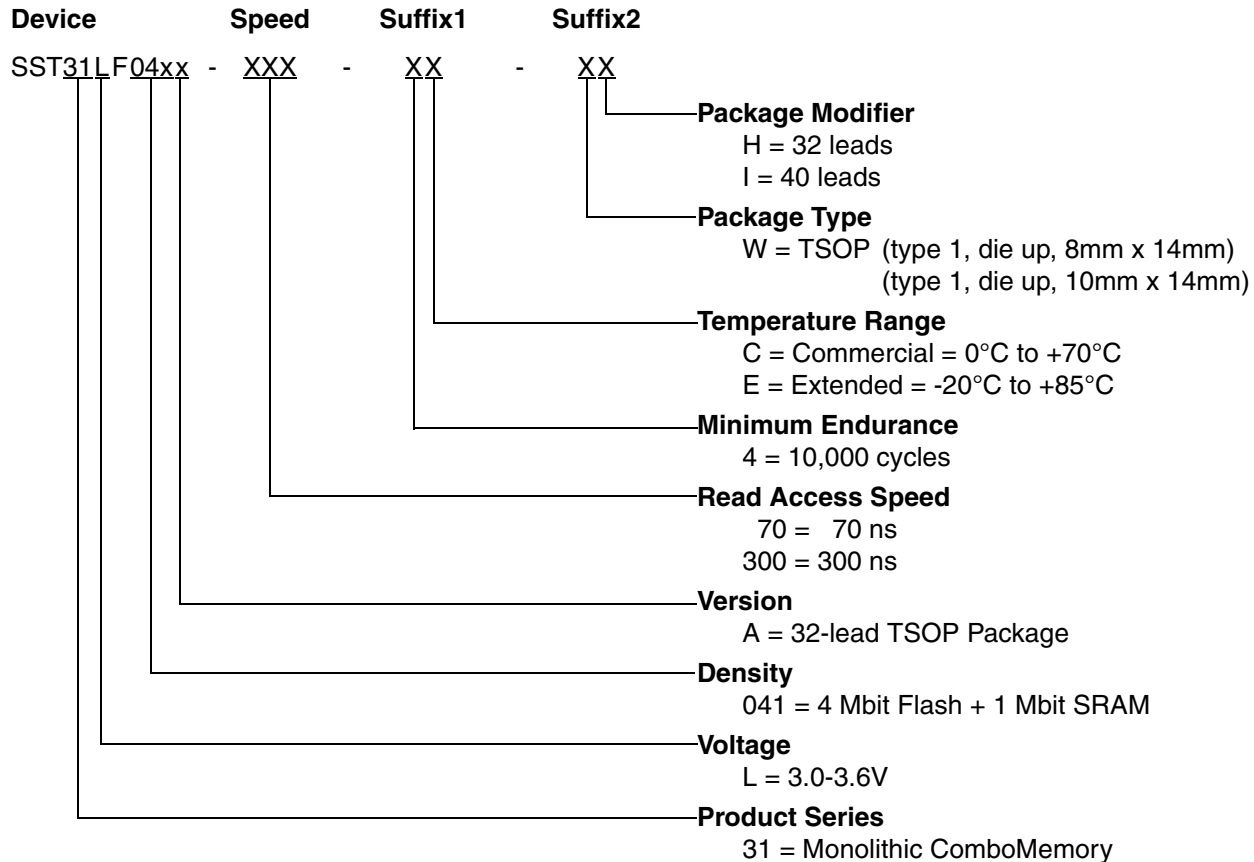 Device Speed Suffix1 Suffix2
SST31LF04xx - XXX - XX - XX
Package Modifier
H = 32 leads
I = 40 leads
Package Type
W = TSOP (type 1, die up, 8mm x 14mm)
(type 1, die up, 10mm x 14mm)
Temperature Range
C = Commercial = 0°C to +70°C
E = Extended = -20°C to +85°C
Minimum Endurance
4 = 10,000 cycles
Read Access Speed
70 = 70 ns
300 = 300 ns
Version
A = 32-lead TSOP Package
Density
041 = 4 Mbit Flash + 1 Mbit SRAM
Voltage
L = 3.0-3.6V
Product Series
31 = Monolithic ComboMemory